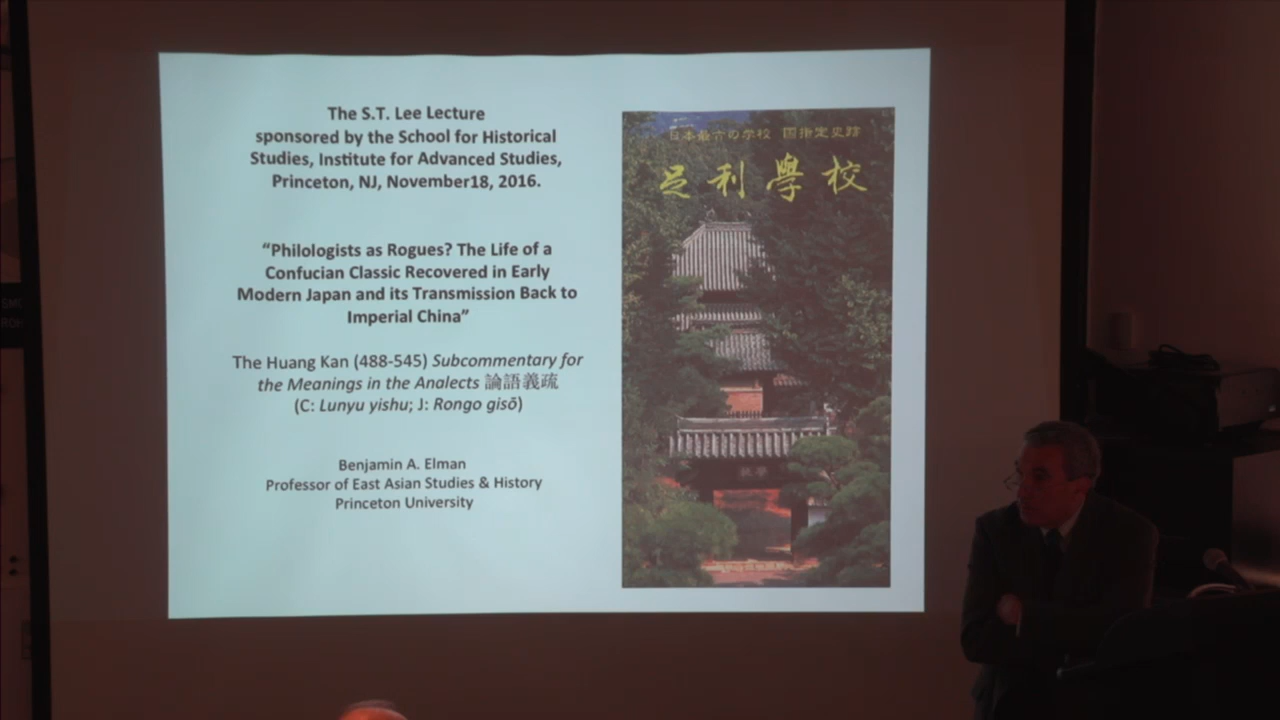 The S.T. Lee Lecture
sponsored by the School for Historical
Studies, Institute for Advanced Studies,
Princeton, NJ, November18, 2016.
“Philologists as Rogues? The Life of a
Confucian Classic Recovered in Early
Modern Japan and its Transmission Back to
Imperial China”
The Huang Kan (488-545) Subcommentary for
the Meanings in the Analects 論語義疏
(C: Lunyu yishu; J: Rongo gisō)
Benjamin A. Elman
Professor of East Asian Studies & History
Princeton University
日本最古の学校 國指定史跡
足利學校